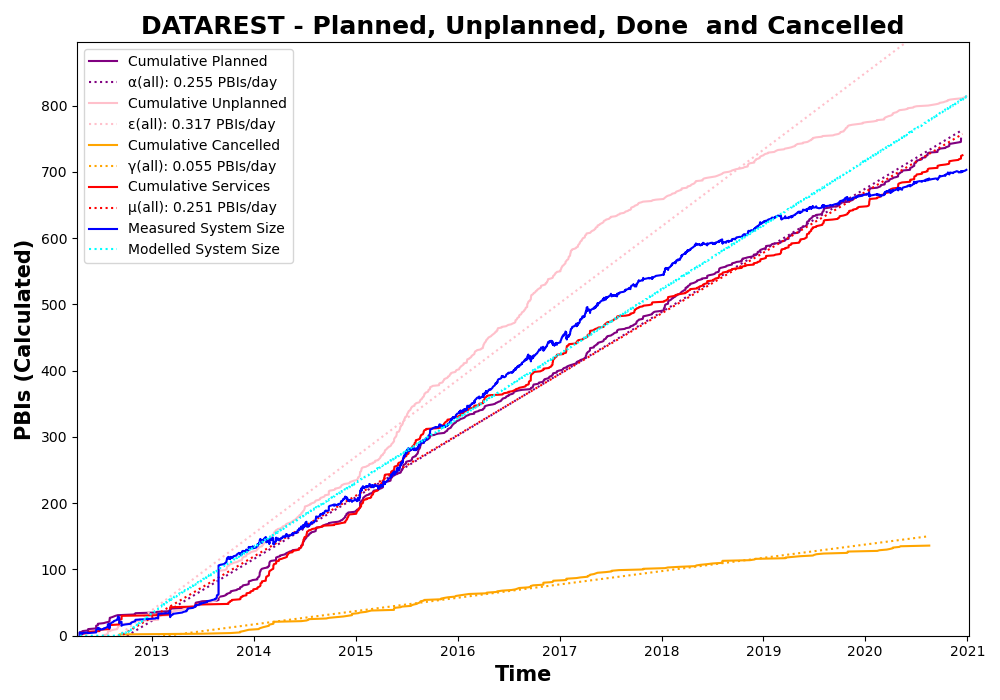 DATAREST - Planned, Unplanned, Done  and Cancelled
Cumulative Planned
α(all): 0.255 PBIs/day
Cumulative Unplanned
ε(all): 0.317 PBIs/day
Cumulative Cancelled
γ(all): 0.055 PBIs/day
Cumulative Services
μ(all): 0.251 PBIs/day
Measured System Size
Modelled System Size
PBIs (Calculated)
800
700
600
500
400
300
200
100
0
2013 2014 2015 2016 2017 2018 2019 2020 2021
Time